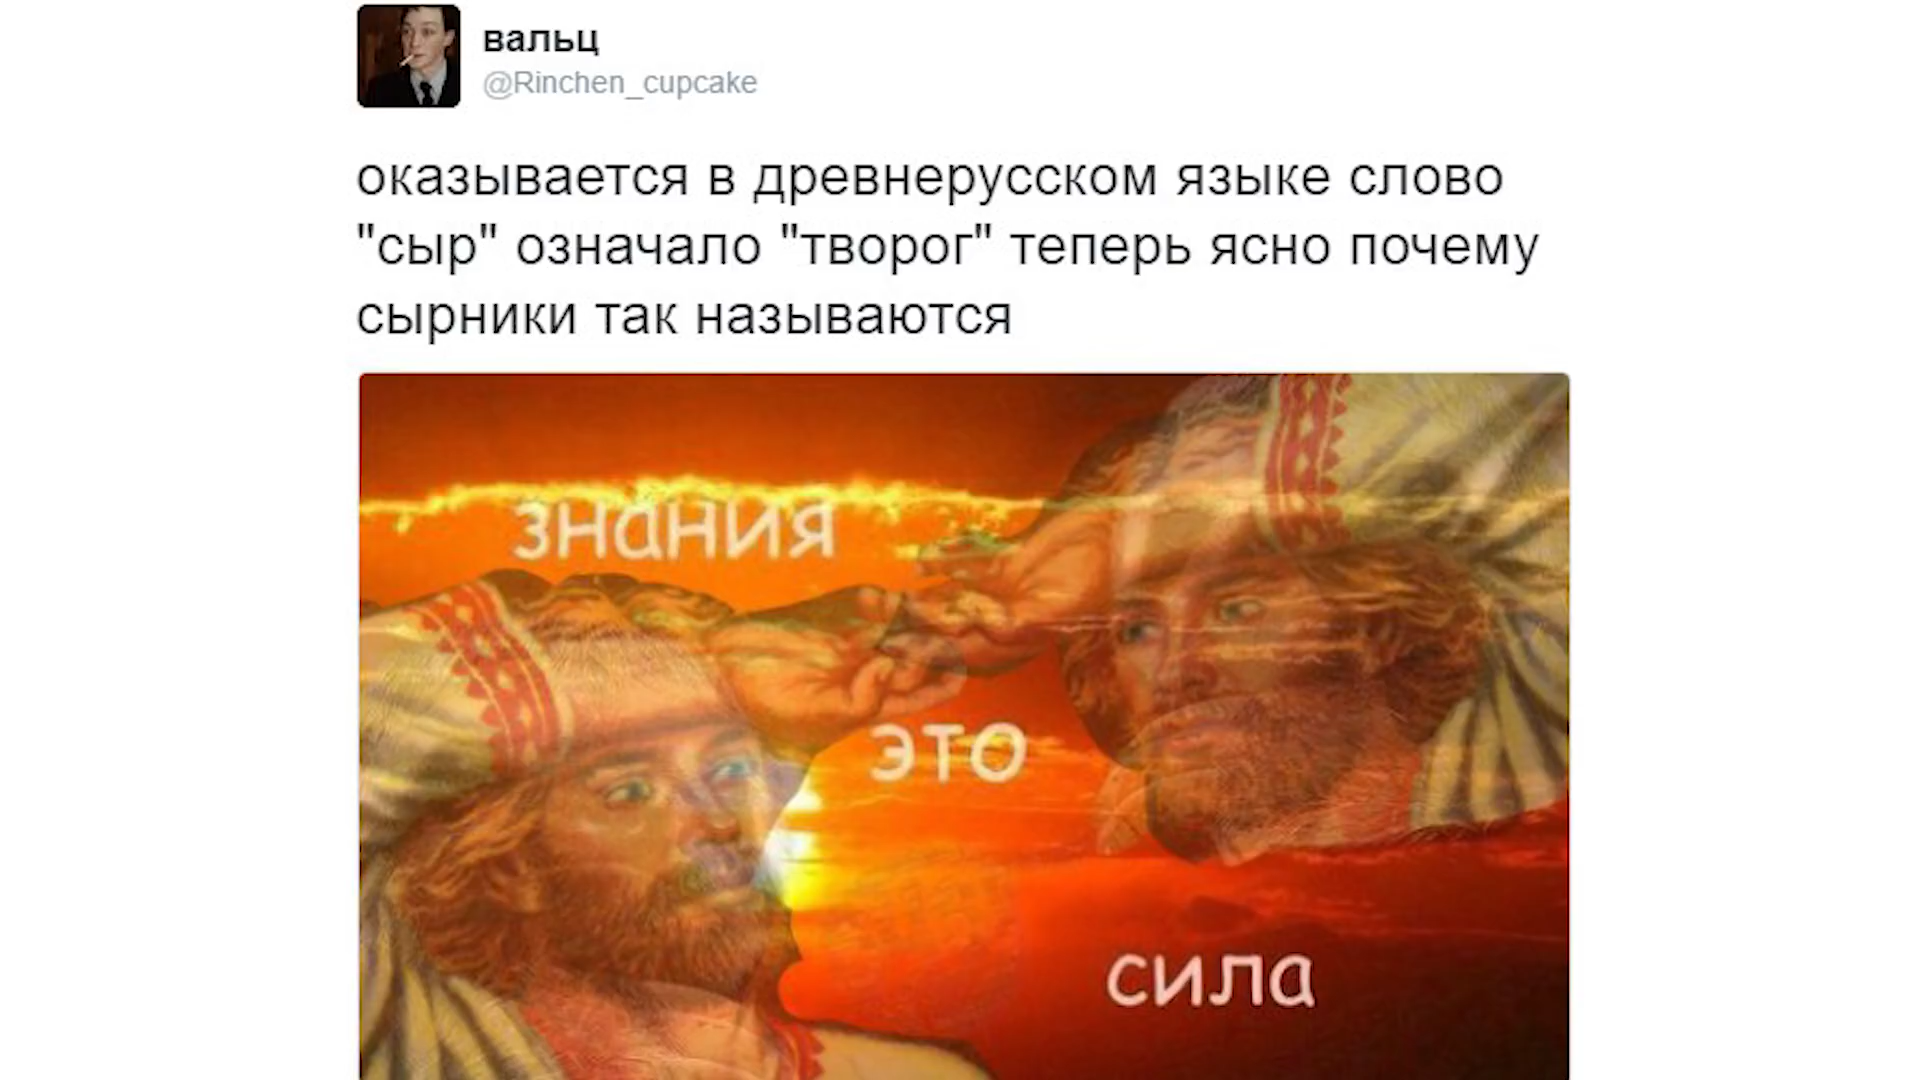 вальц
@Rinchen_cupcake
оказывается в древнерусском языке слово
"сыр" означало "творог" теперь ясно почему
сырники так называются
знания
это
сила